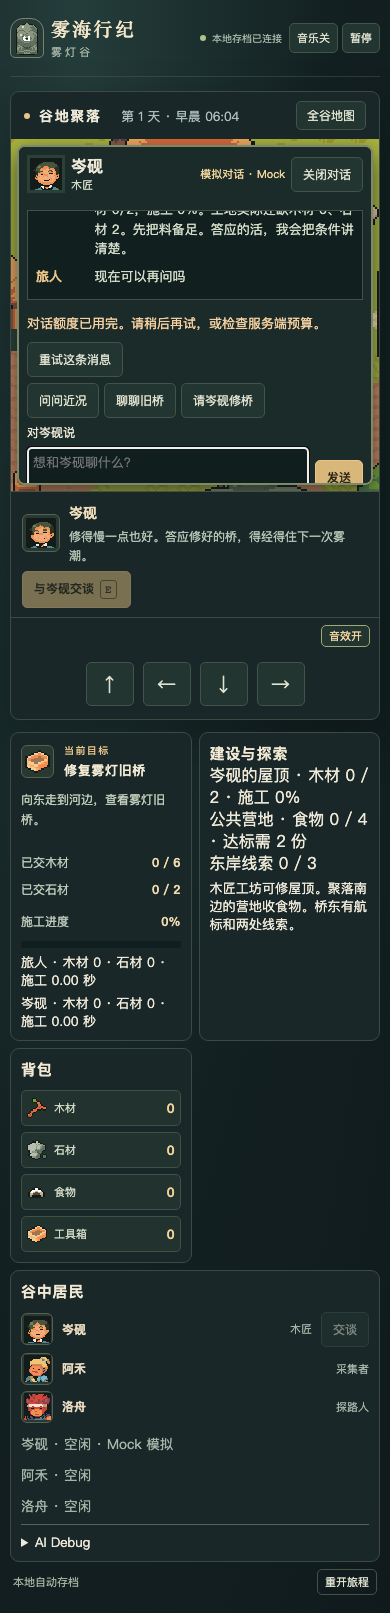 雾海行纪
雾灯谷
本地存档已连接
音乐关
暂停
谷地聚落
第 1 天 · 早晨 06:04
全谷地图
岑砚
木匠
模拟对话 · Mock
关闭对话
材 2。先把料备足。答应的活，我会把条件讲
清楚。
旅人
现在可以再问吗
对话额度已用完。请稍后再试，或检查服务端预算。
重试这条消息
问问近况
聊聊旧桥
请岑砚修桥
对岑砚说
想和岑砚聊什么？
发送
岑砚
修得慢一点也好。答应修好的桥，得经得住下一次雾
潮。
与岑砚交谈 E
音效开
↑
←
↓
→
当前目标
修复雾灯旧桥
向东走到河边，查看雾灯旧
桥。
已交木材 0 / 6
已交石材 0 / 2
施工进度 0%
旅人 · 木材 0 · 石材 0 ·
施工 0.00 秒
岑砚 · 木材 0 · 石材 0 ·
施工 0.00 秒
建设与探索
岑砚的屋顶 · 木材 0 /
2 · 施工 0%
公共营地 · 食物 0 / 4
· 达标需 2 份
东岸线索 0 / 3
木匠工坊可修屋顶。聚落南
边的营地收食物。桥东有航
标和两处线索。
背包
木材 0
石材 0
食物 0
工具箱 0
谷中居民
岑砚 木匠 交谈
阿禾 采集者
洛舟 探路人
岑砚 · 空闲 · Mock 模拟
阿禾 · 空闲
洛舟 · 空闲
▶ AI Debug
本地自动存档
重开旅程